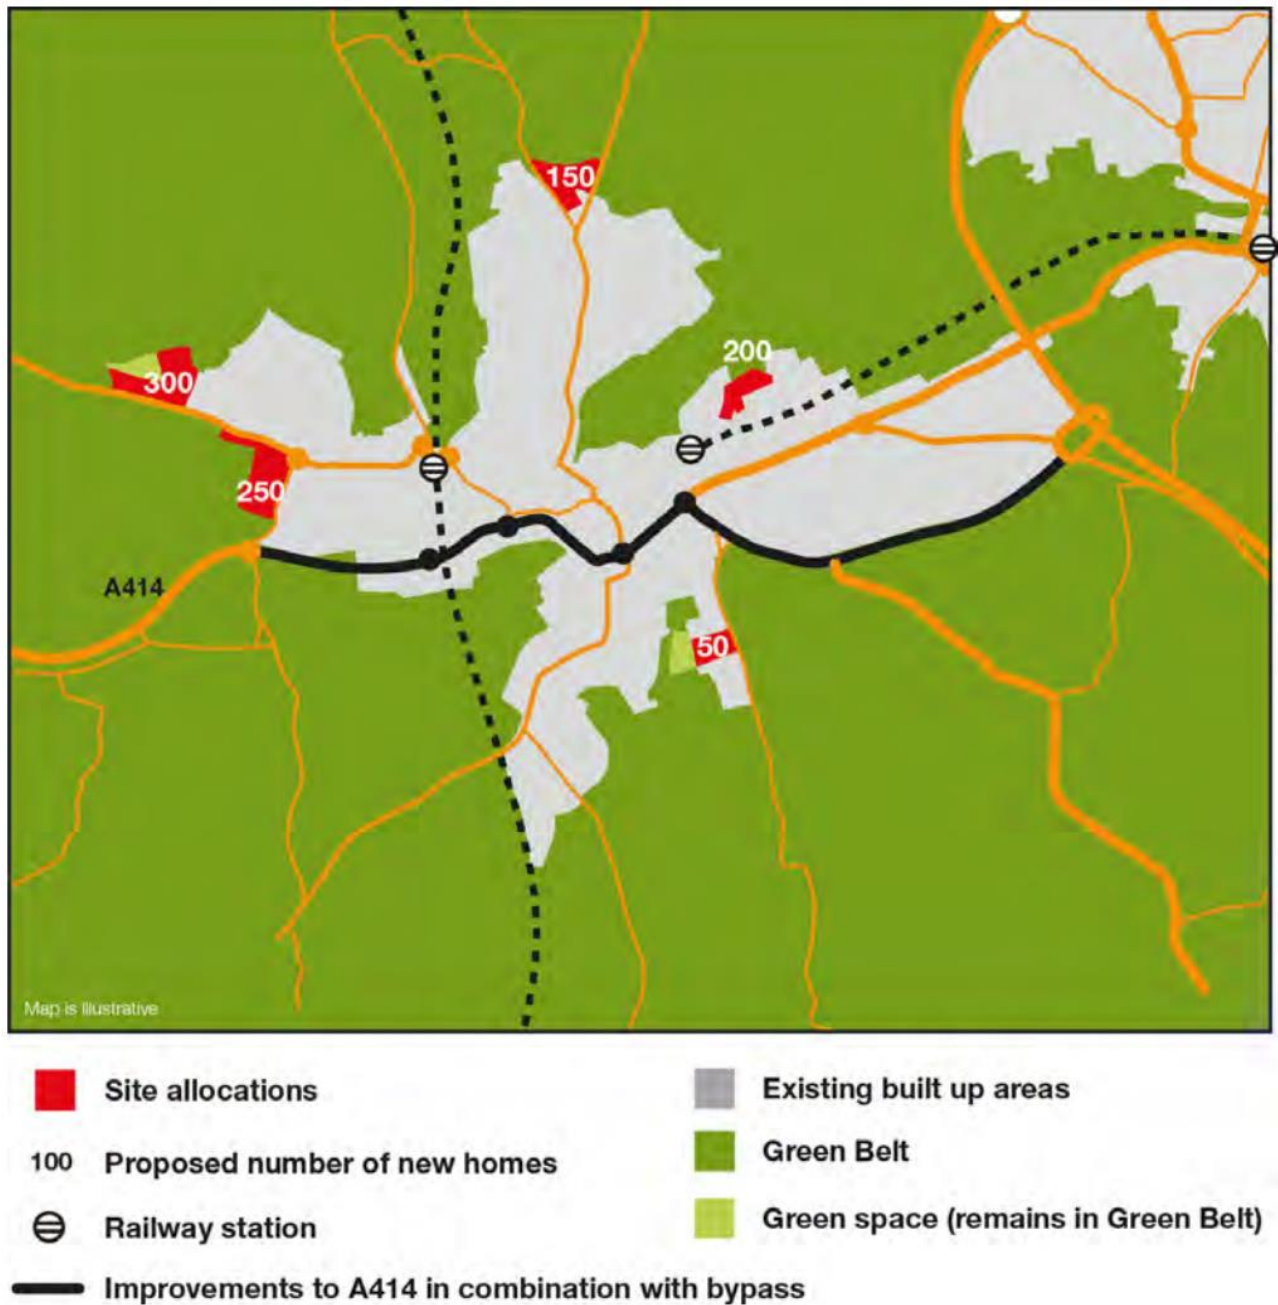 150
200
300
250
A414
50
Map is Illustrative
Site allocations
Existing built up areas
100 Proposed number of new homes
Green Belt
Railway station
Green space (remains in Green Belt)
Improvements to A414 in combination with bypass